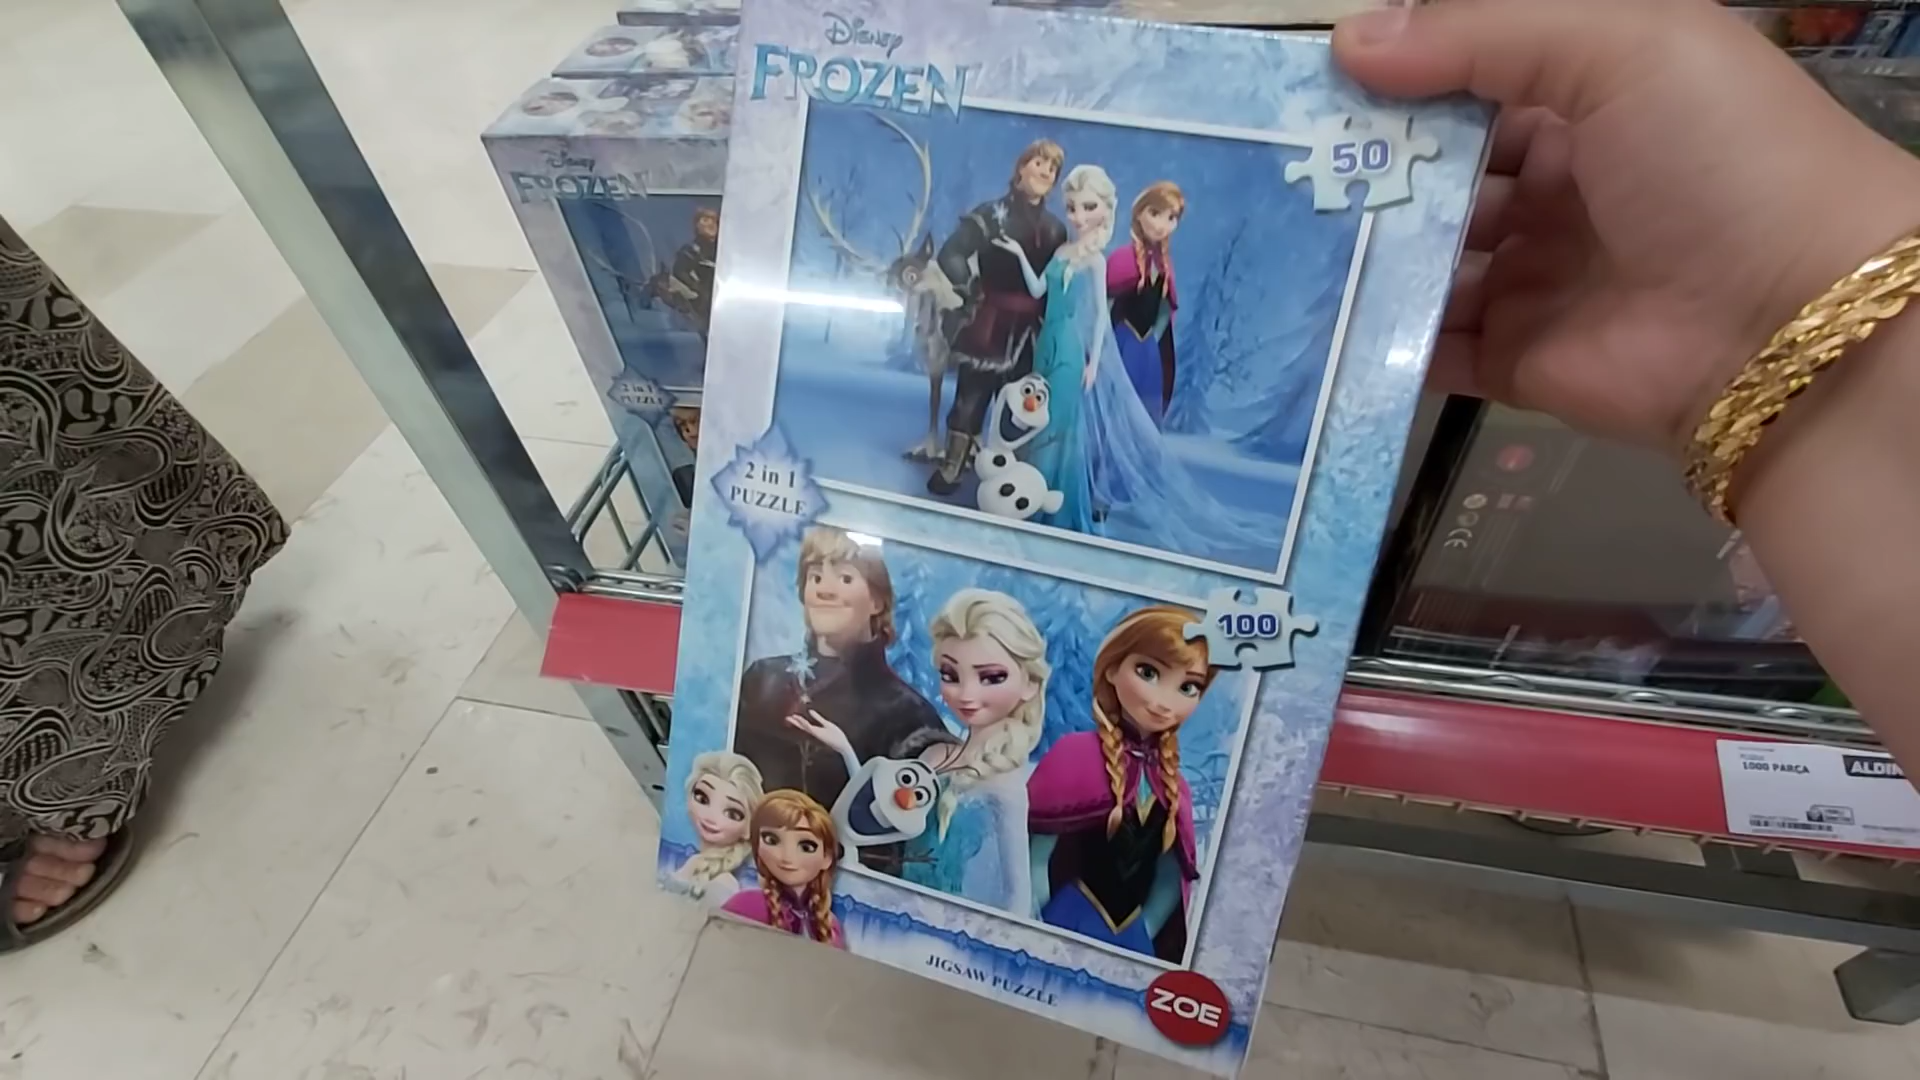 Disney
FROZEN
50
2 in 1
PUZZLE
100
JIGSAW PUZZLE
ZOE
Disney
FROZEN
2 in 1
PUZZLE
1000 PARÇA
ALDIN
CE